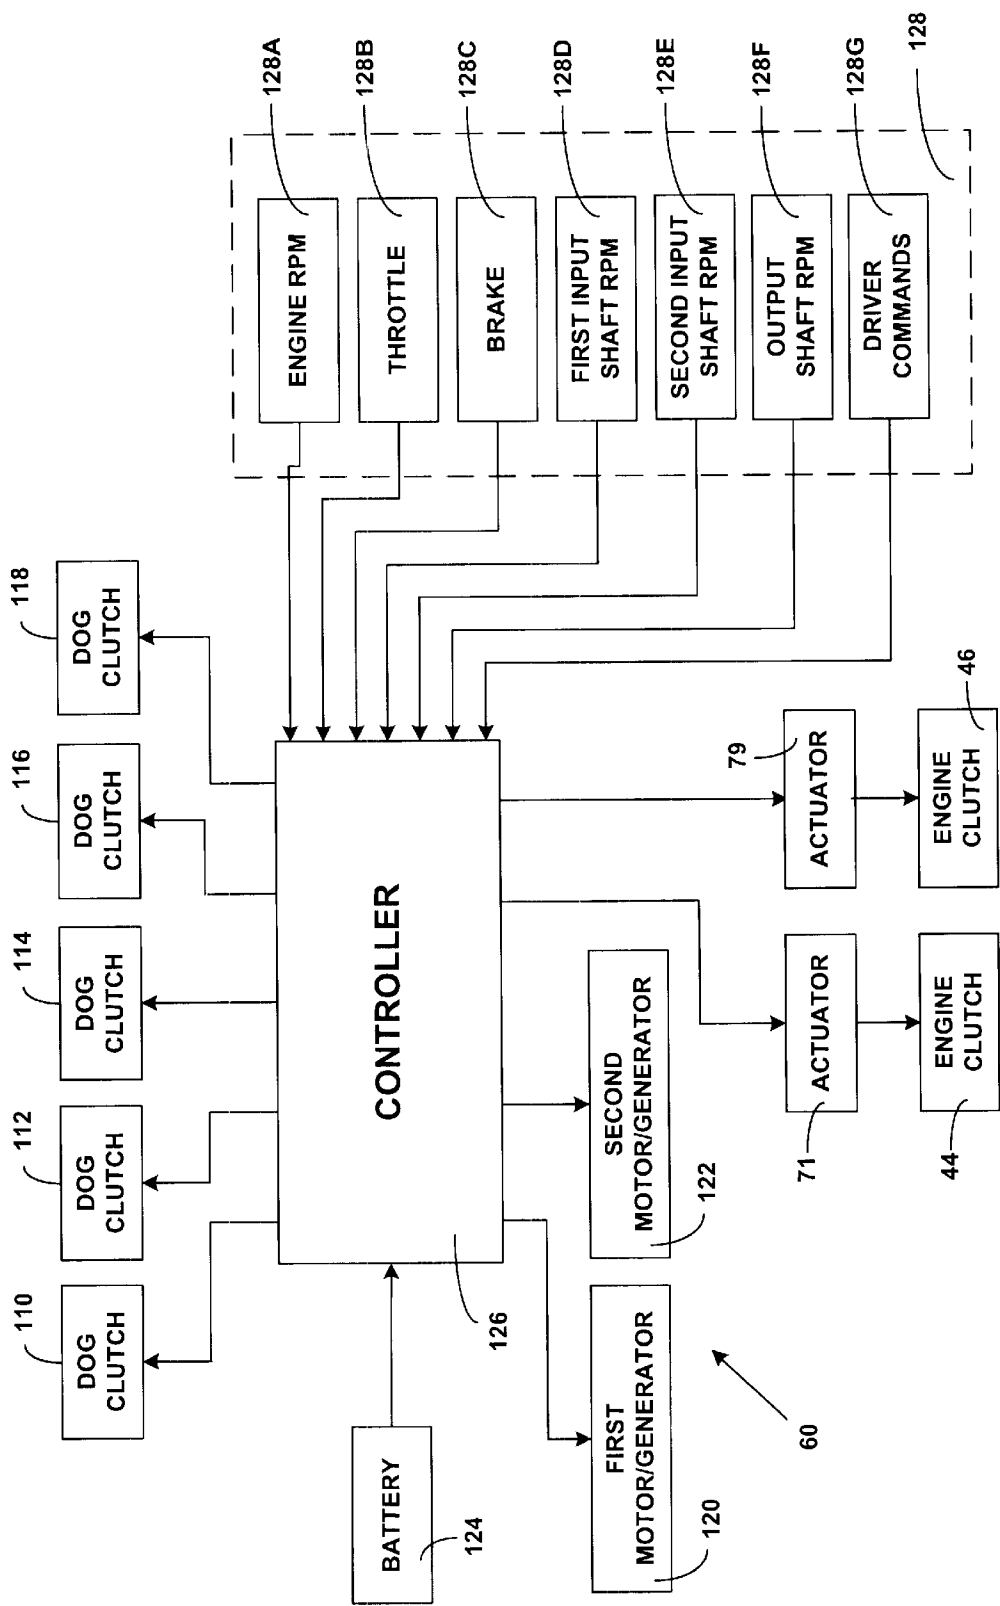 110
DOG
CLUTCH
112
DOG
CLUTCH
114
DOG
CLUTCH
116
DOG
CLUTCH
118
DOG
CLUTCH
BATTERY
124
CONTROLLER
126
ENGINE RPM
128A
THROTTLE
128B
BRAKE
128C
FIRST INPUT
SHAFT RPM
128D
SECOND INPUT
SHAFT RPM
128E
OUTPUT
SHAFT RPM
128F
DRIVER
COMMANDS
128G
128
FIRST
MOTOR/GENERATOR
120
SECOND
MOTOR/GENERATOR
122
ACTUATOR
71
ACTUATOR
79
ENGINE
CLUTCH
44
ENGINE
CLUTCH
46
60